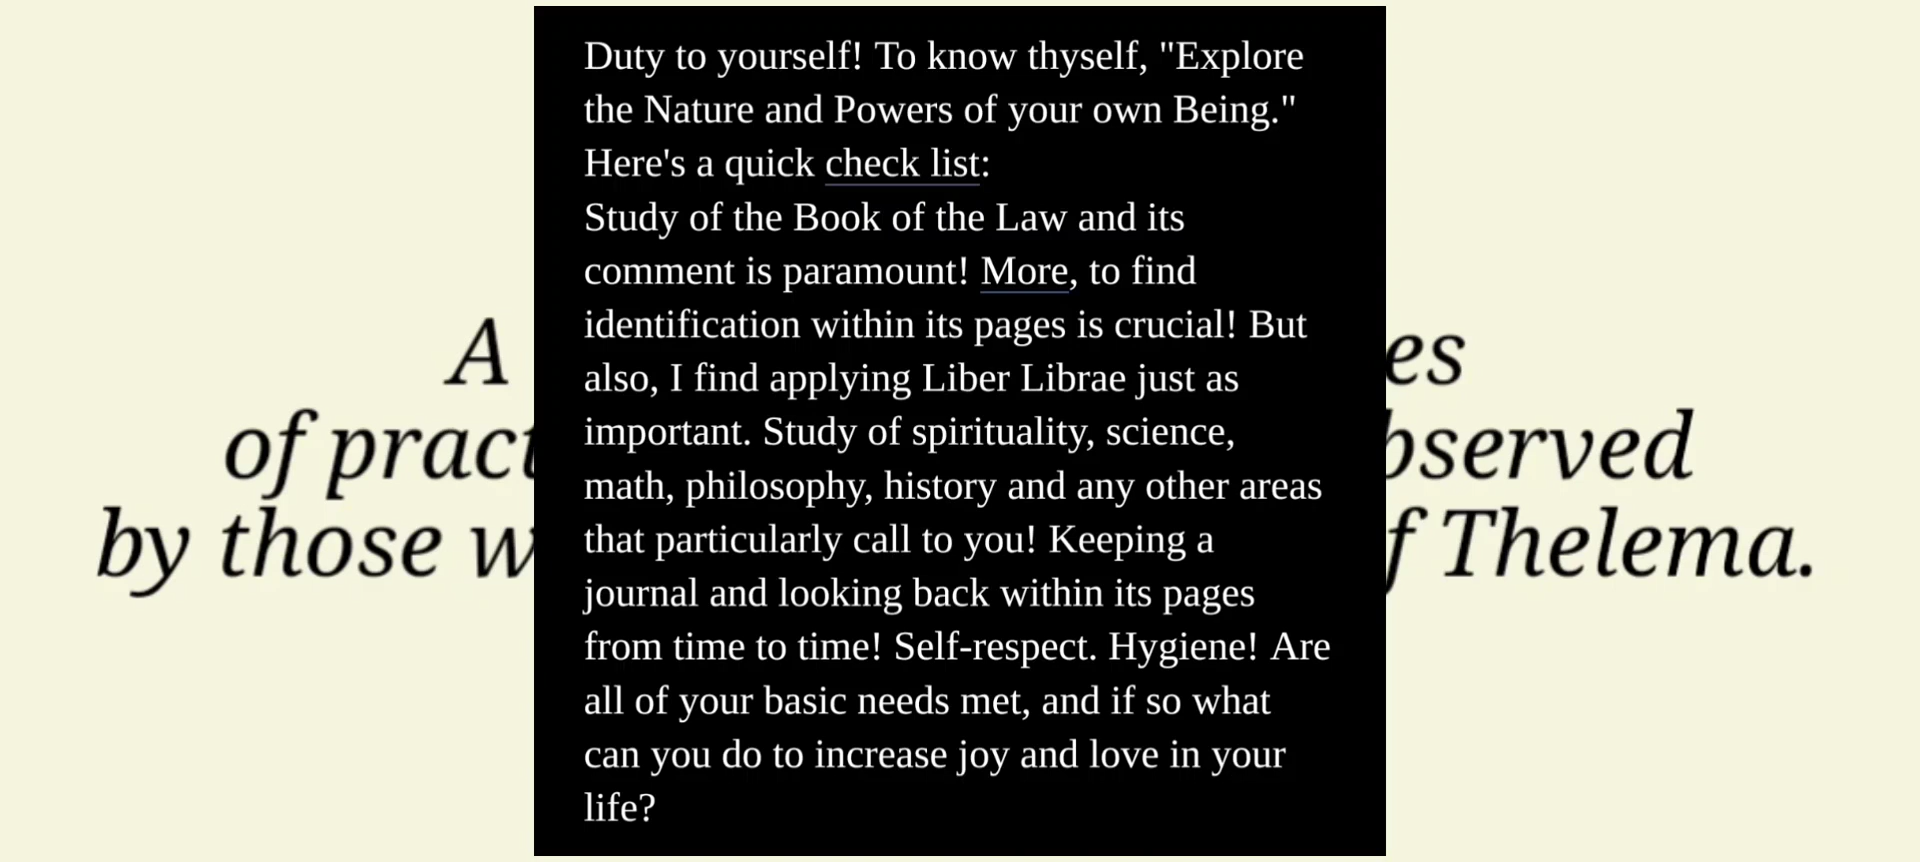 Duty to yourself! To know thyself, "Explore
the Nature and Powers of your own Being."
Here's a quick check list:
Study of the Book of the Law and its
comment is paramount! More, to find
identification within its pages is crucial! But
also, I find applying Liber Librae just as
important. Study of spirituality, science,
math, philosophy, history and any other areas
that particularly call to you! Keeping a
journal and looking back within its pages
from time to time! Self-respect. Hygiene! Are
all of your basic needs met, and if so what
can you do to increase joy and love in your
life?
A
of
by those
Thelema.